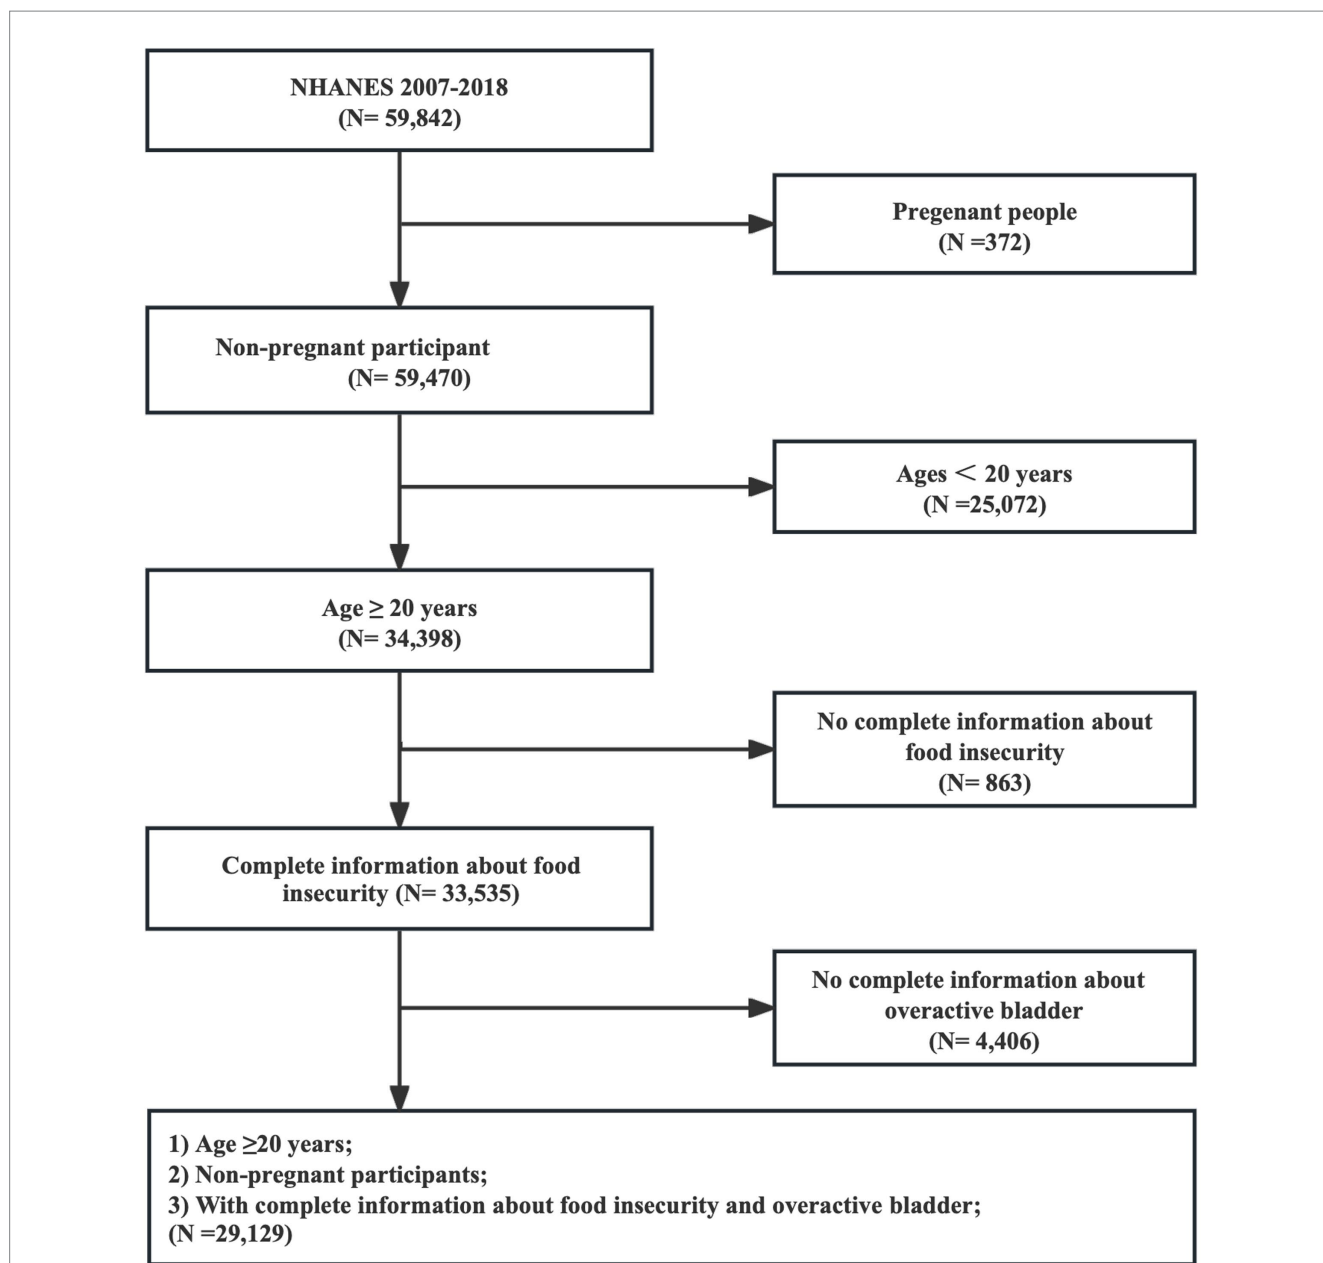 NHANES 2007-2018
(N= 59,842)
Pregenant people
(N =372)
Non-pregnant participant
(N= 59,470)
Ages < 20 years
(N =25,072)
Age ≥ 20 years
(N= 34,398)
No complete information about
food insecurity
(N= 863)
Complete information about food
insecurity (N= 33,535)
No complete information about
overactive bladder
(N= 4,406)
1) Age ≥20 years;
2) Non-pregnant participants;
3) With complete information about food insecurity and overactive bladder;
(N =29,129)